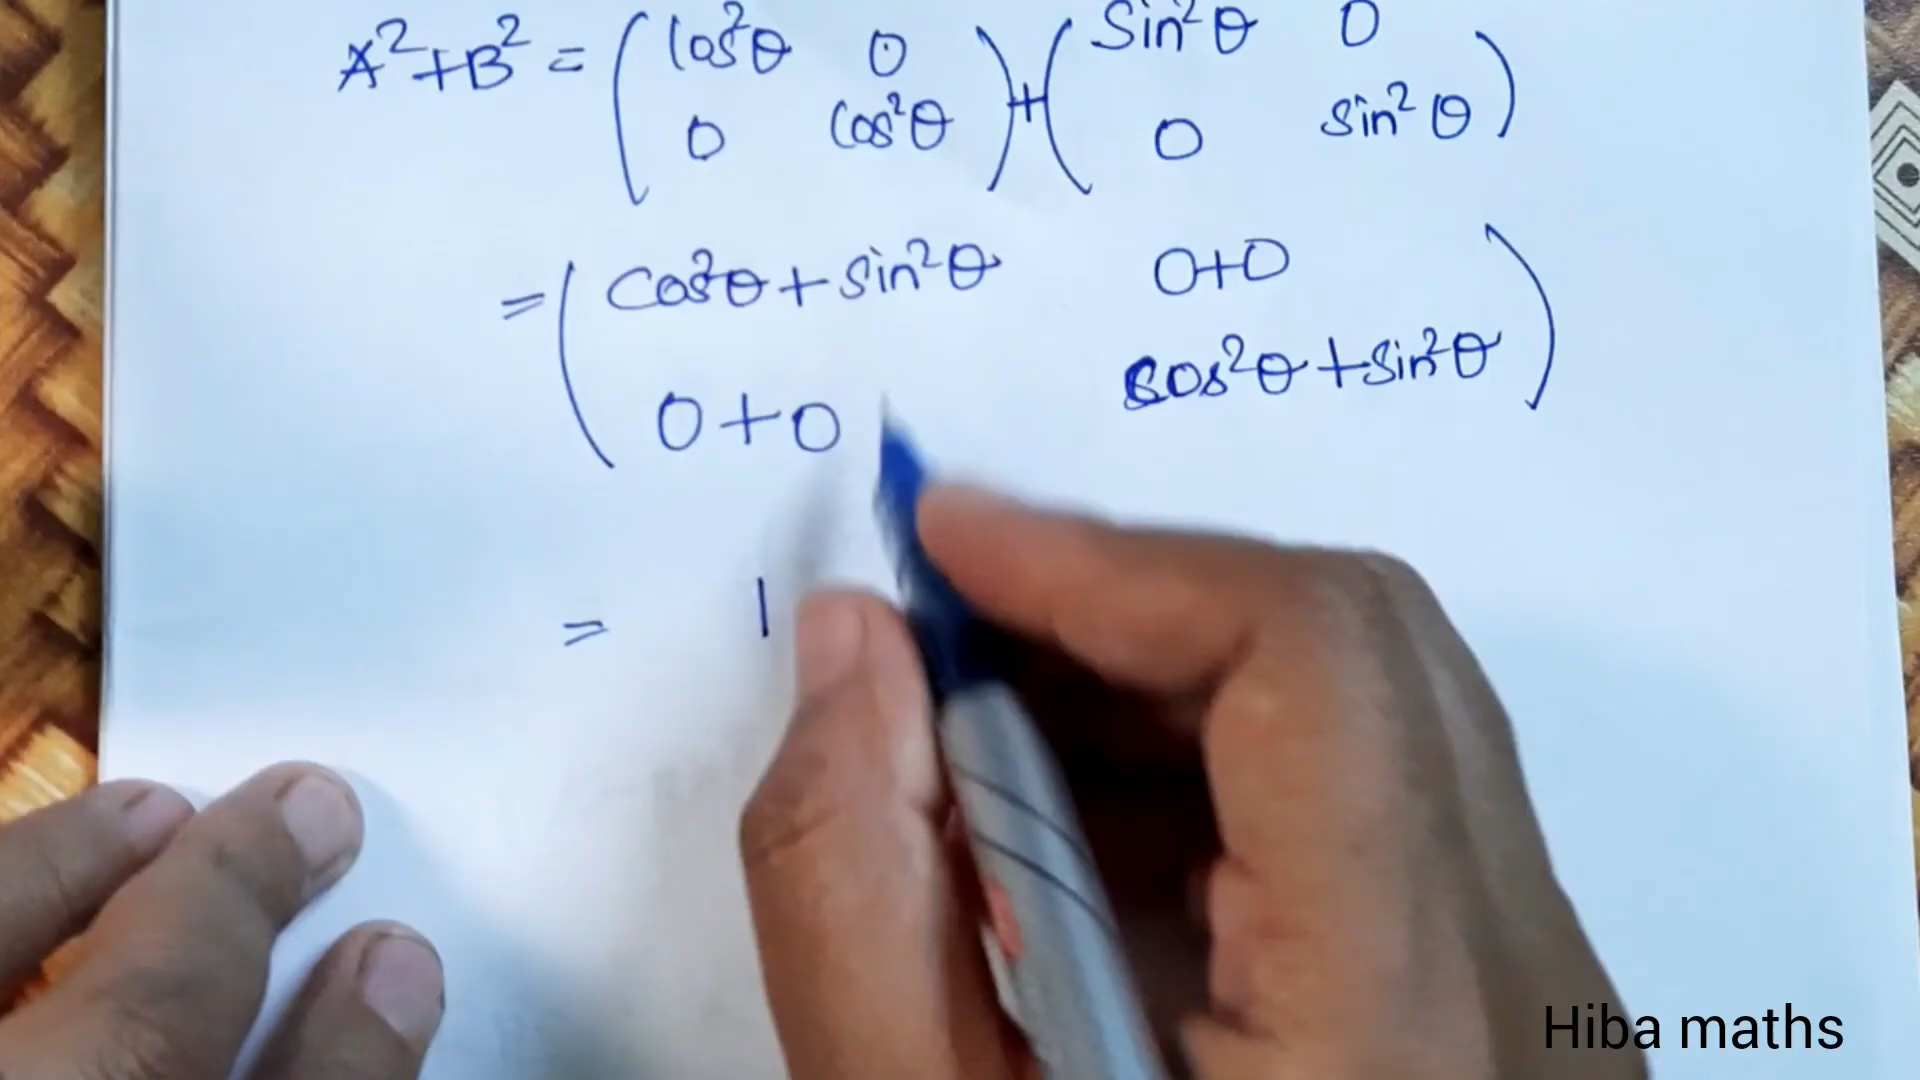 A²+B² = ( cos²θ 0 ) + ( Sin²θ 0 )
0 cos²θ 0 sin²θ
= ( cos²θ + sin²θ 0+0 )
0+0 cos²θ + sin²θ
= 1
Hiba maths